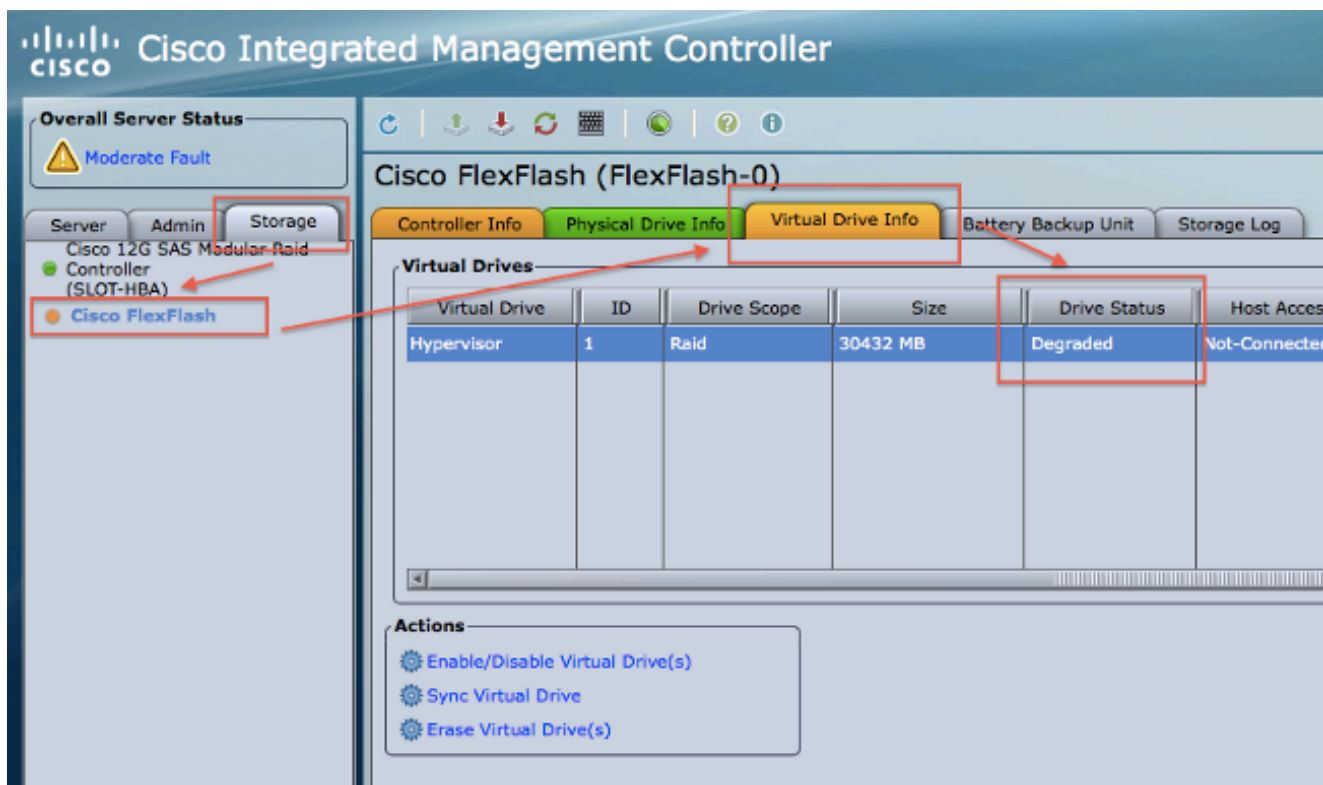 CISCO
Cisco Integrated Management Controller
Overall Server Status
Moderate Fault
Server Admin Storage
Cisco 12G SAS Modular Raid
Controller
(SLOT-HBA)
Cisco FlexFlash
Cisco FlexFlash (FlexFlash-0)
Controller Info Physical Drive Info Virtual Drive Info Battery Backup Unit Storage Log
Virtual Drives
Virtual Drive ID Drive Scope Size Drive Status Host Acces
Hypervisor 1 Raid 30432 MB Degraded Not-Connected
Actions
Enable/Disable Virtual Drive(s)
Sync Virtual Drive
Erase Virtual Drive(s)